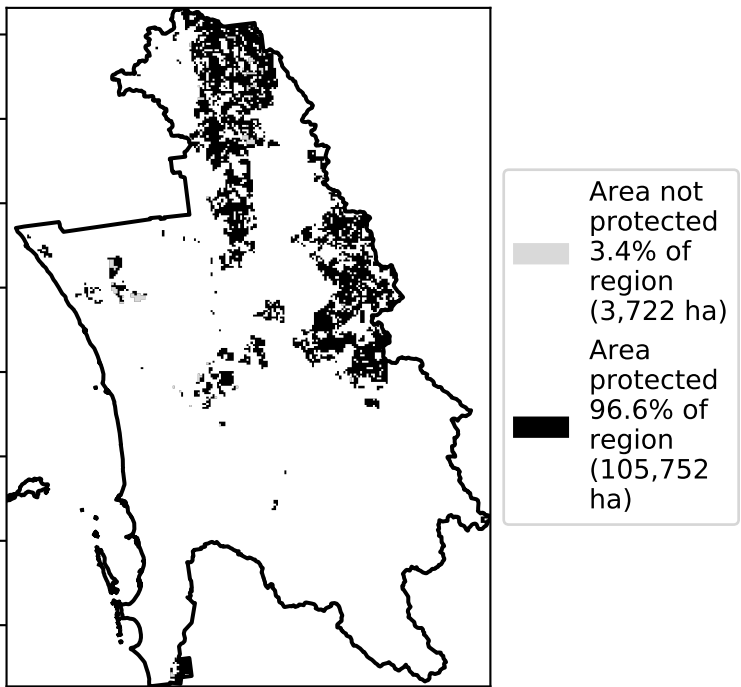 Area not
protected
3.4% of
region
(3,722 ha)
Area
protected
96.6% of
region
(105,752
ha)